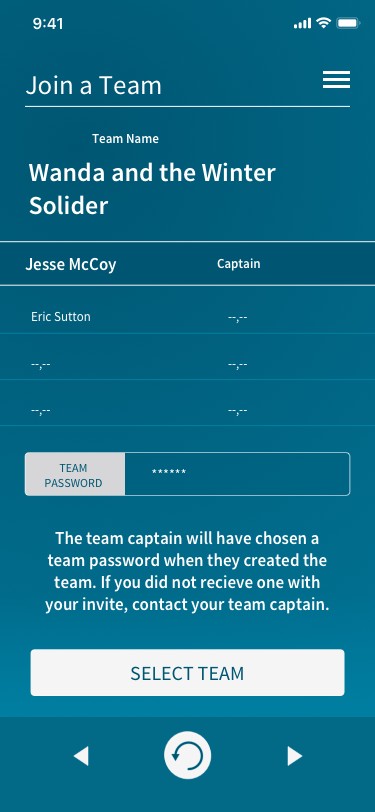 9:41
Join a Team
Team Name
Wanda and the Winter
Solider
Jesse McCoy Captain
Eric Sutton --,--
--,-- --,--
--,-- --,--
TEAM
PASSWORD
******
The team captain will have chosen a
team password when they created the
team. If you did not recieve one with
your invite, contact your team captain.
SELECT TEAM